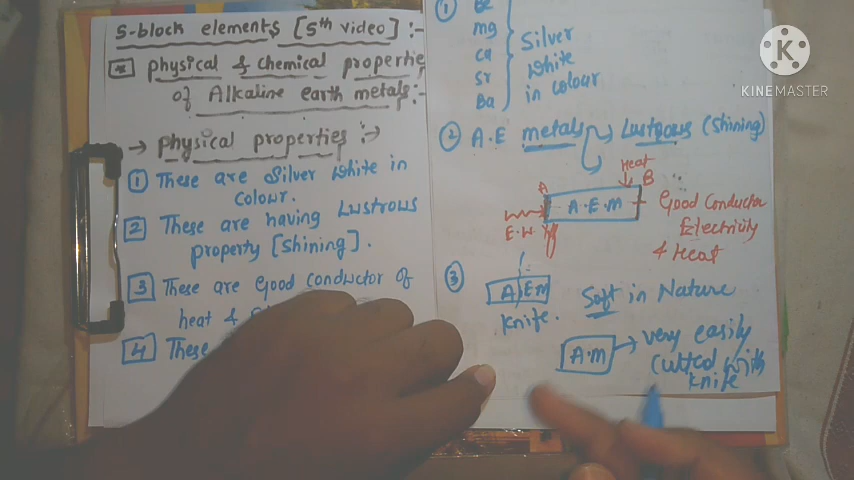 S-block elements [5th video] :-
* physical & chemical propertie
of Alkaline earth metals :-
→ physical properties :→
1 These are Silver White in
colour.
2 These are having Lustrous
property [Shining].
3 These are Good Conductor of
heat &
4 These
1 Be
mg
ca
Sr
Ba
Silver
white
in colour
2 A.E metals → Lustrous (Shining)
Heat
A B
A.E.M
E.W
Good Conductor
Electricity
& Heat
3 A.EM Soft in Nature
Knife.
A.M → very easily
cutted with
knife
K
KINEMASTER